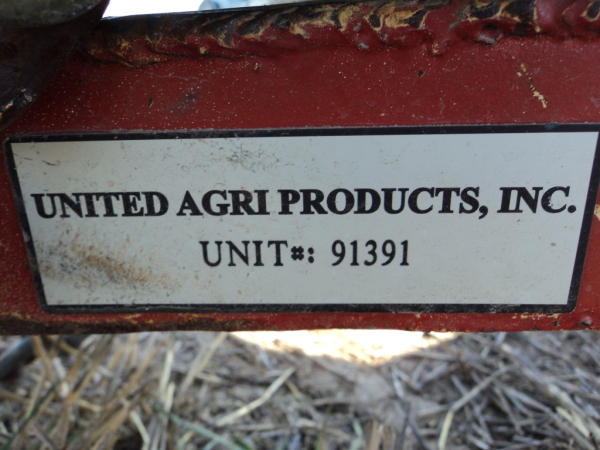 UNITED AGRI PRODUCTS, INC.
UNIT#: 91391